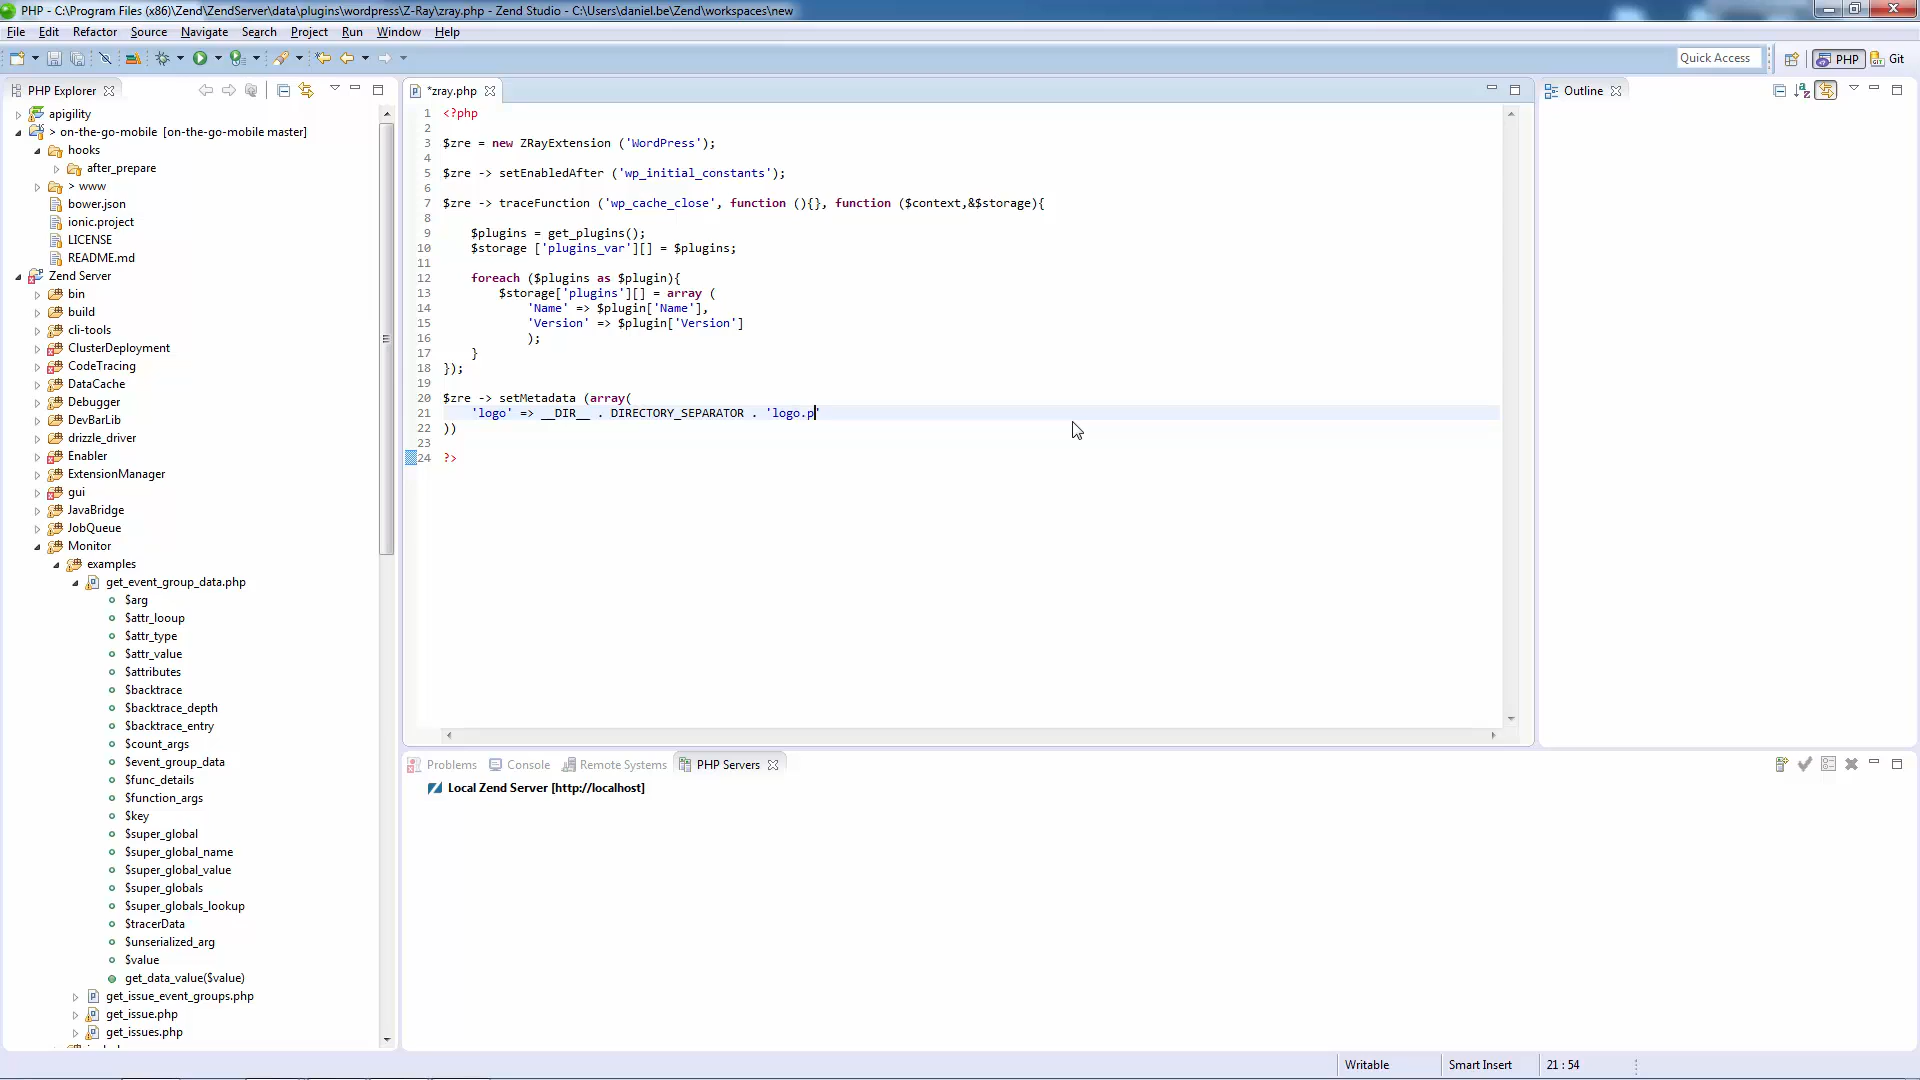 PHP - C:\Program Files (x86)\Zend\ZendServer\data\plugins\wordpress\Z-Ray\zray.php - Zend Studio - C:\Users\daniel.be\Zend\workspaces\new
File Edit Refactor Source Navigate Search Project Run Window Help
Quick Access
PHP
Git
PHP Explorer
apigility
> on-the-go-mobile [on-the-go-mobile master]
hooks
after_prepare
> www
bower.json
ionic.project
LICENSE
README.md
Zend Server
bin
build
cli-tools
ClusterDeployment
CodeTracing
DataCache
Debugger
DevBarLib
drizzle_driver
Enabler
ExtensionManager
gui
JavaBridge
JobQueue
Monitor
examples
get_event_group_data.php
$arg
$attr_looup
$attr_type
$attr_value
$attributes
$backtrace
$backtrace_depth
$backtrace_entry
$count_args
$event_group_data
$func_details
$function_args
$key
$super_global
$super_global_name
$super_global_value
$super_globals
$super_globals_lookup
$tracerData
$unserialized_arg
$value
get_data_value($value)
get_issue_event_groups.php
get_issue.php
get_issues.php
*zray.php
1 <?php
2
3 $zre = new ZRayExtension ('WordPress');
4
5 $zre -> setEnabledAfter ('wp_initial_constants');
6
7 $zre -> traceFunction ('wp_cache_close', function (){}, function ($context,&$storage){
8
9 $plugins = get_plugins();
10 $storage ['plugins_var'][] = $plugins;
11
12 foreach ($plugins as $plugin){
13 $storage['plugins'][] = array (
14 'Name' => $plugin['Name'],
15 'Version' => $plugin['Version']
16 );
17 }
18 });
19
20 $zre -> setMetadata (array(
21 'logo' => __DIR__ . DIRECTORY_SEPARATOR . 'logo.p'
22 ))
23
24 ?>
Outline
Problems
Console
Remote Systems
PHP Servers
Local Zend Server [http://localhost]
Writable
Smart Insert
21 : 54